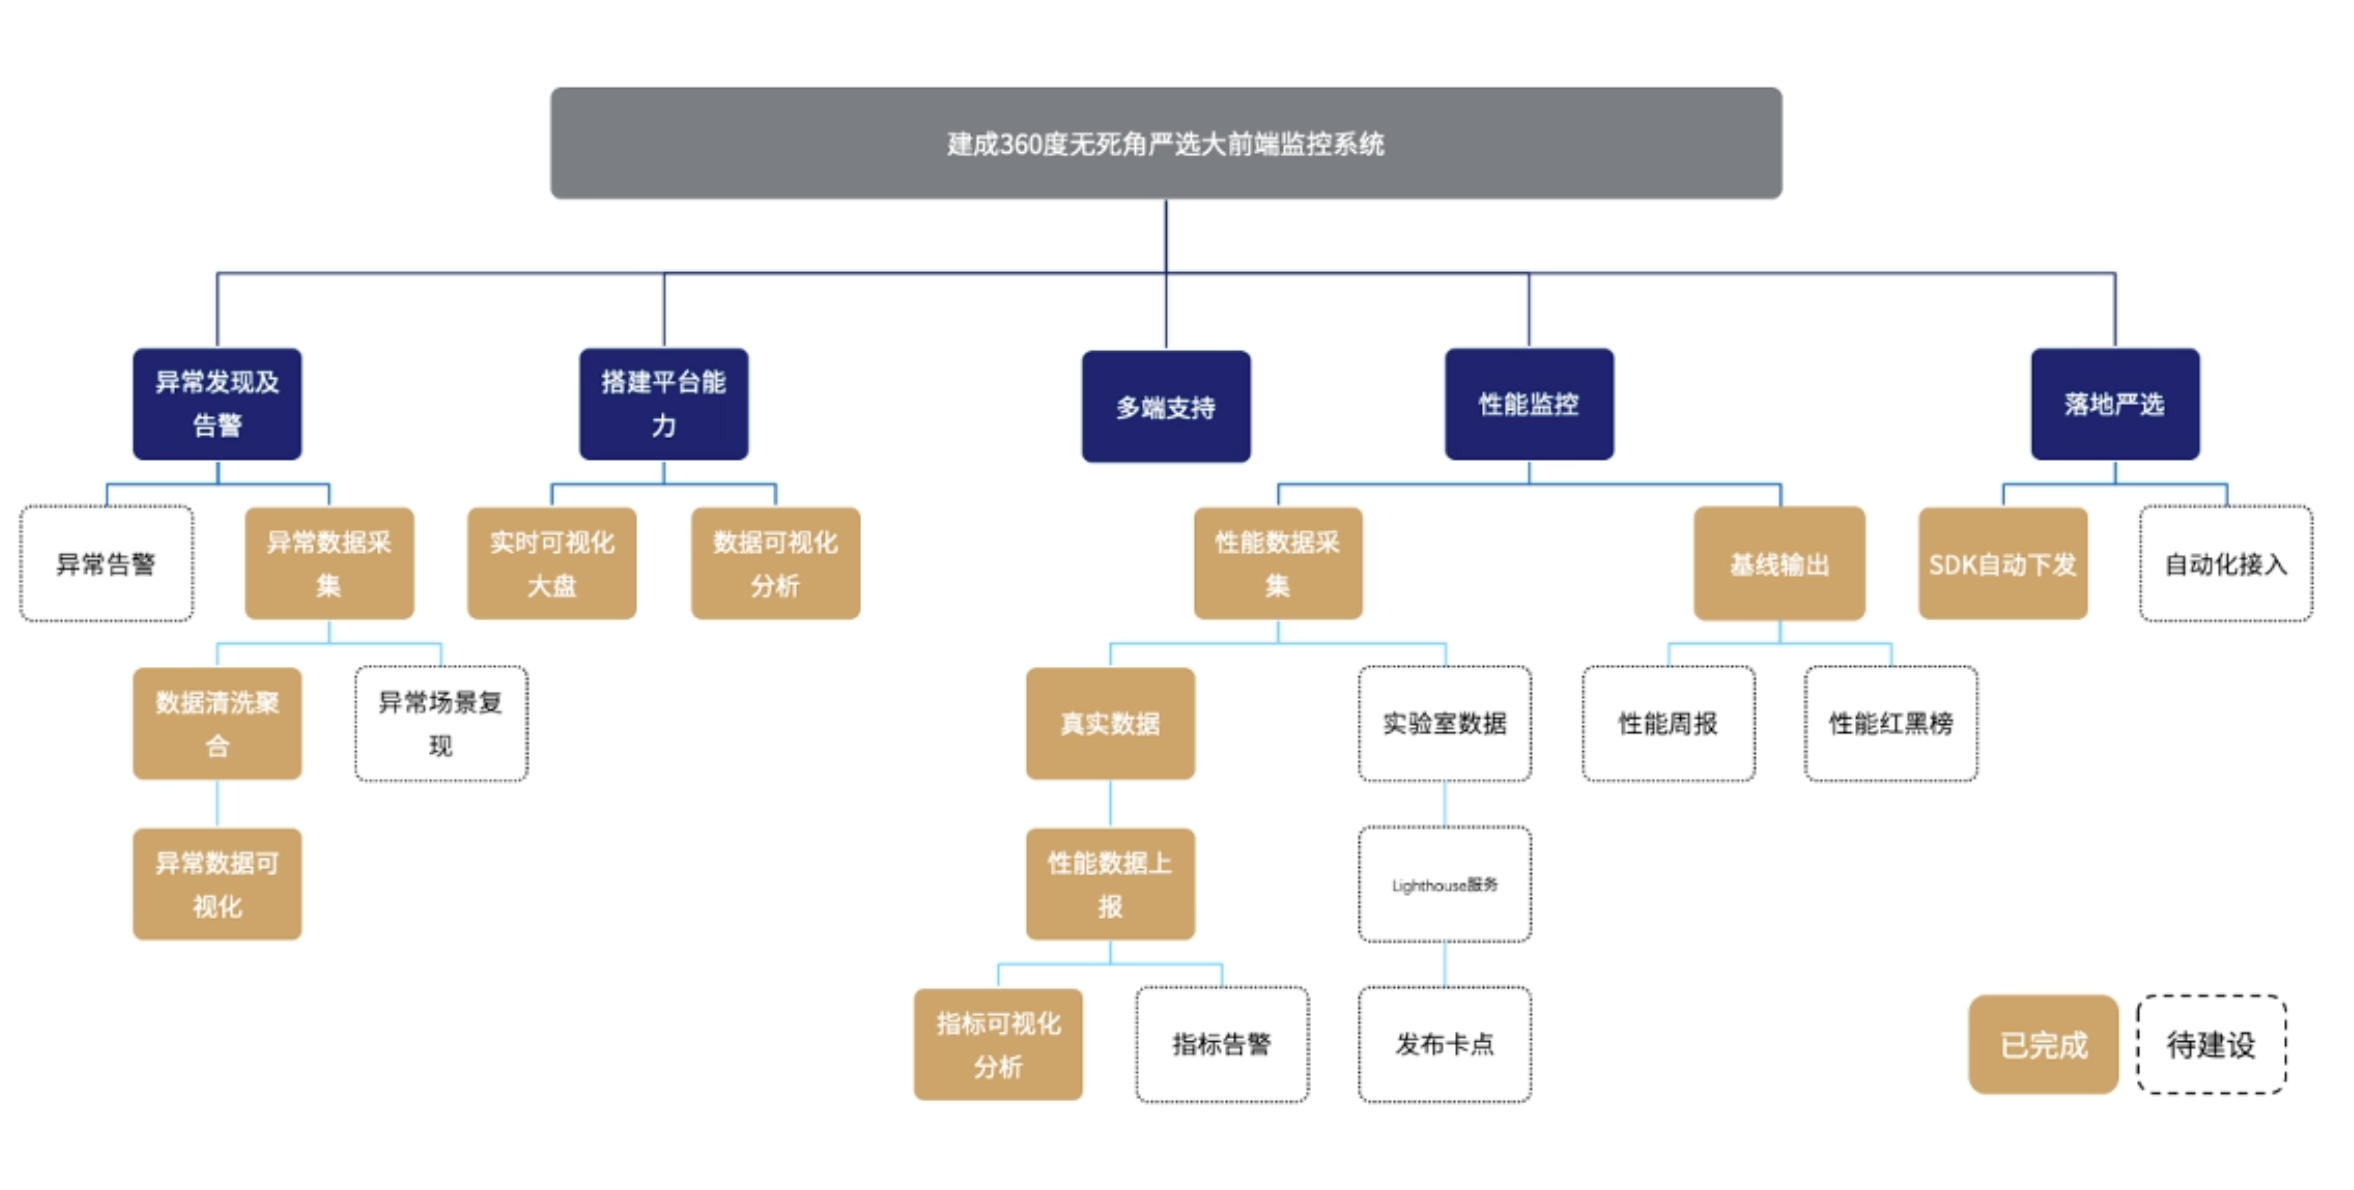 建成360度无死角严选大前端监控系统
异常发现及
告警
搭建平台能
力
多端支持
性能监控
落地严选
异常告警
异常数据采
集
实时可视化
大盘
数据可视化
分析
性能数据采
集
基线输出
SDK自动下发
自动化接入
数据清洗聚
合
异常场景复
现
真实数据
实验室数据
性能周报
性能红黑榜
异常数据可
视化
性能数据上
报
Lighthouse服务
指标可视化
分析
指标告警
发布卡点
已完成
待建设